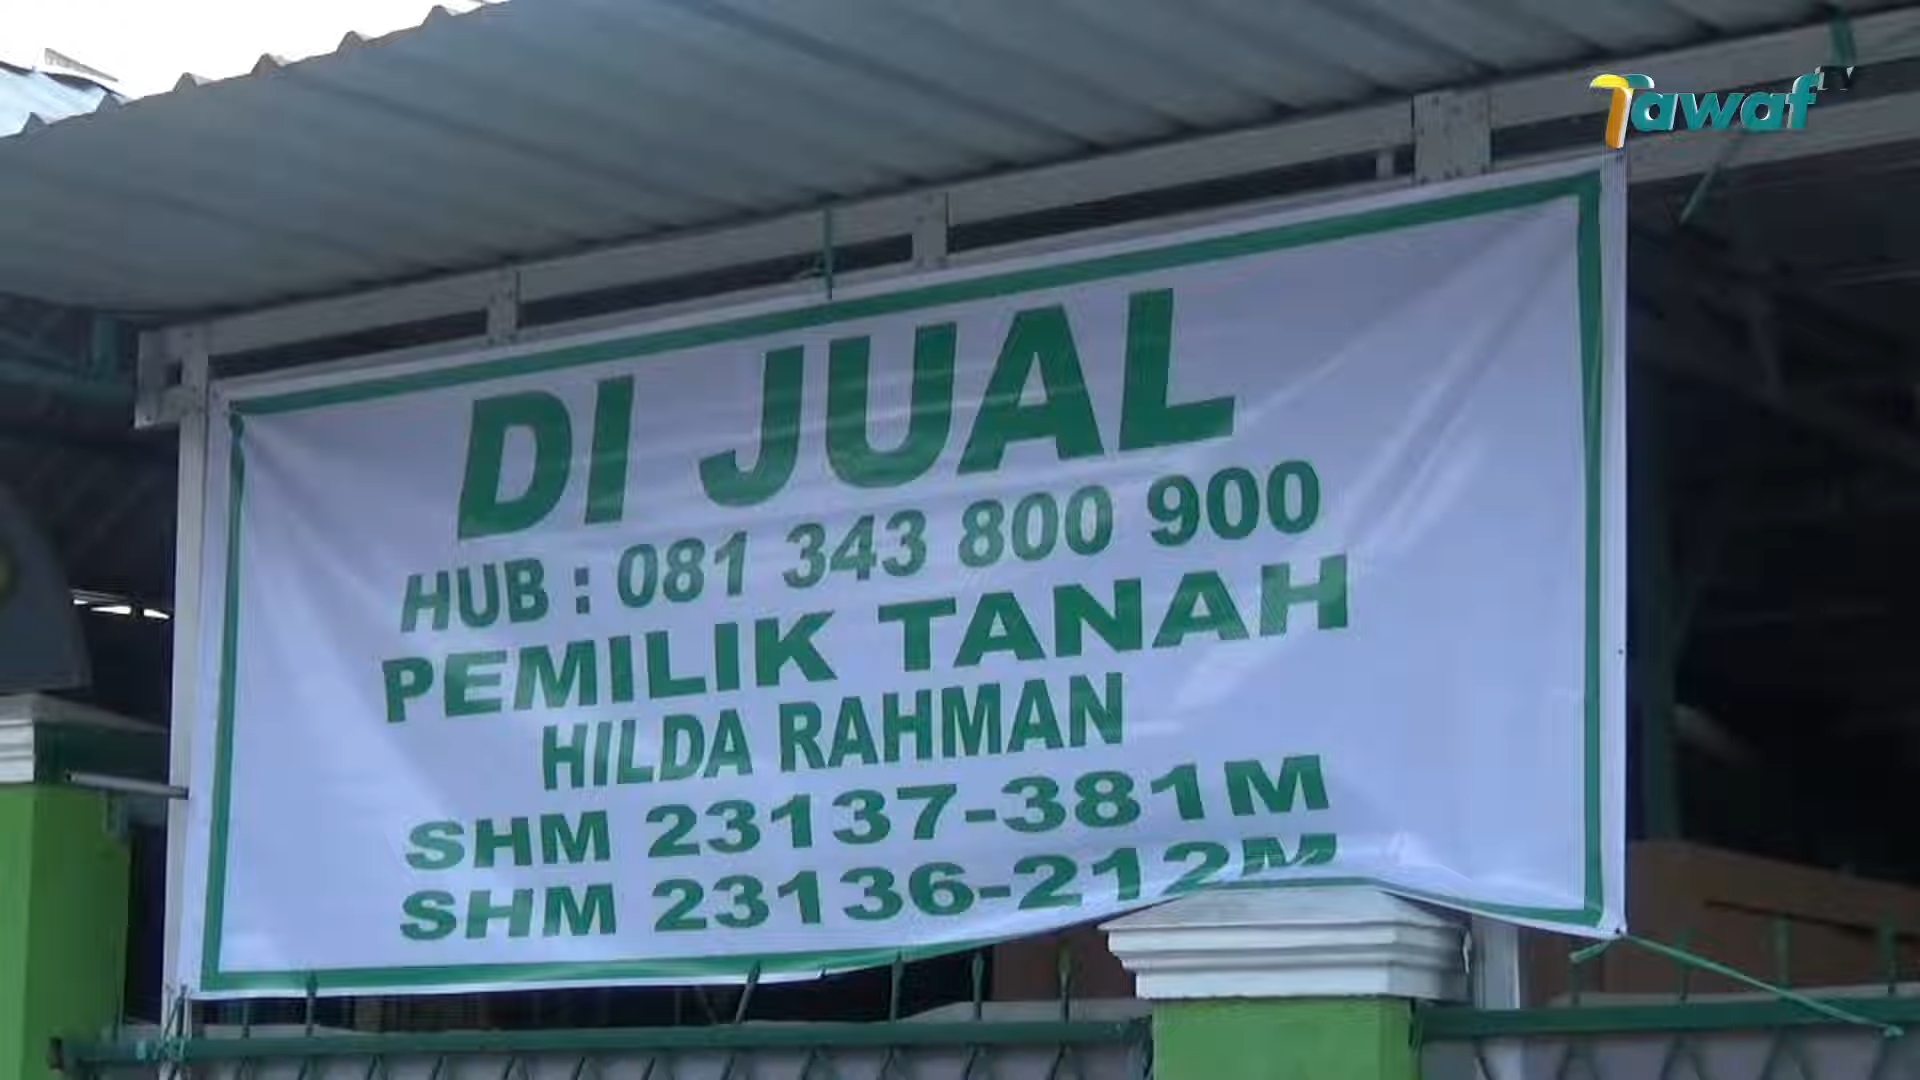 Tawaf TV
DI JUAL
HUB : 081 343 800 900
PEMILIK TANAH
HILDA RAHMAN
SHM 23137-381M
SHM 23136-212M